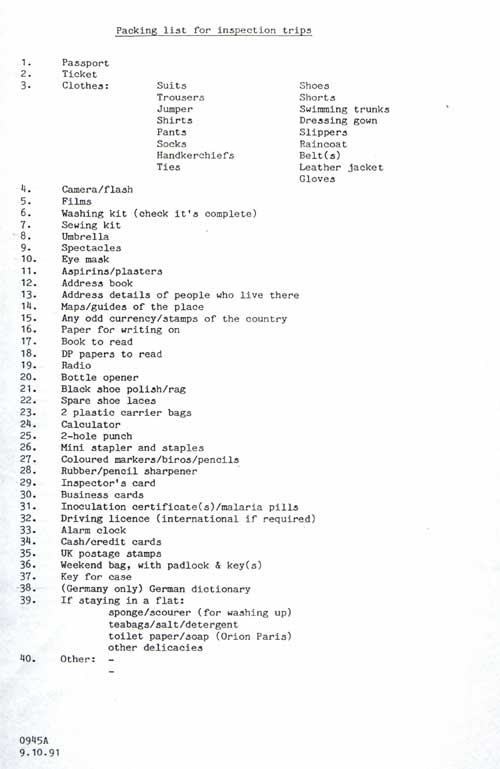 Packing list for inspection trips
1. Passport
2. Ticket
3. Clothes: Suits Shoes
Trousers Shorts
Jumper Swimming trunks
Shirts Dressing gown
Pants Slippers
Socks Raincoat
Handkerchiefs Belt(s)
Ties Leather jacket
Gloves
4. Camera/flash
5. Films
6. Washing kit (check it's complete)
7. Sewing kit
8. Umbrella
9. Spectacles
10. Eye mask
11. Aspirins/plasters
12. Address book
13. Address details of people who live there
14. Maps/guides of the place
15. Any odd currency/stamps of the country
16. Paper for writing on
17. Book to read
18. DP papers to read
19. Radio
20. Bottle opener
21. Black shoe polish/rag
22. Spare shoe laces
23. 2 plastic carrier bags
24. Calculator
25. 2-hole punch
26. Mini stapler and staples
27. Coloured markers/biros/pencils
28. Rubber/pencil sharpener
29. Inspector's card
30. Business cards
31. Inoculation certificate(s)/malaria pills
32. Driving licence (international if required)
33. Alarm clock
34. Cash/credit cards
35. UK postage stamps
36. Weekend bag, with padlock & key(s)
37. Key for case
38. (Germany only) German dictionary
39. If staying in a flat:
sponge/scourer (for washing up)
teabags/salt/detergent
toilet paper/soap (Orion Paris)
other delicacies
40. Other: -
-
0945A
9.10.91